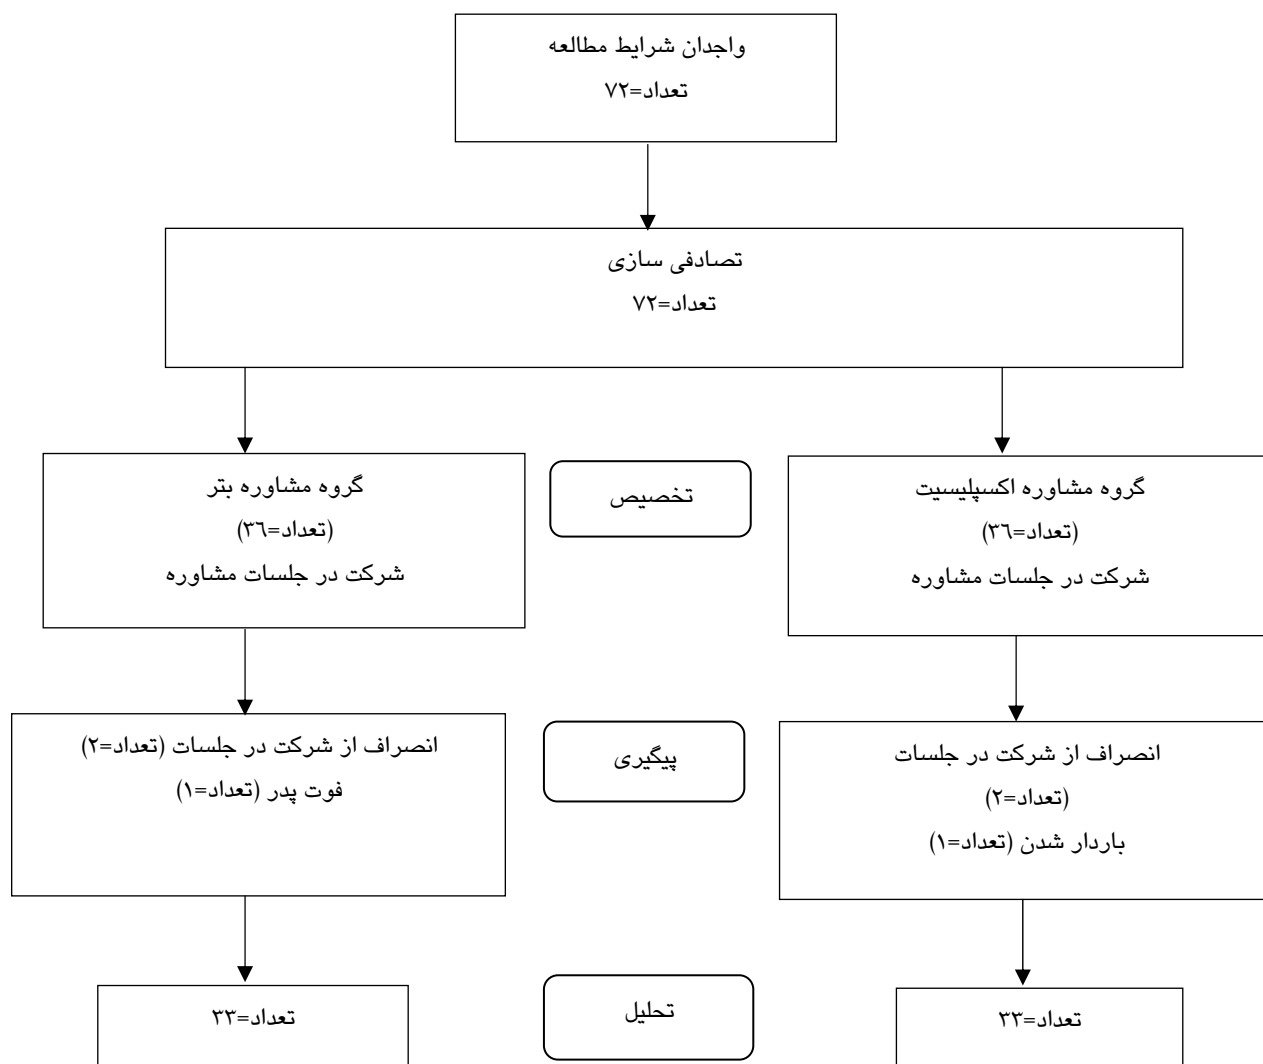 واجدان شرایط مطالعه
تعداد=۷۲
تصادفی سازی
تعداد=۷۲
گروه مشاوره اکسپلیسیت
(تعداد=۳۶)
شرکت در جلسات مشاوره
تخصیص
گروه مشاوره بتر
(تعداد=۳۶)
شرکت در جلسات مشاوره
انصراف از شرکت در جلسات
(تعداد=۲)
باردار شدن (تعداد=۱)
پیگیری
انصراف از شرکت در جلسات (تعداد=۲)
فوت پدر (تعداد=۱)
تعداد=۳۳
تحلیل
تعداد=۳۳